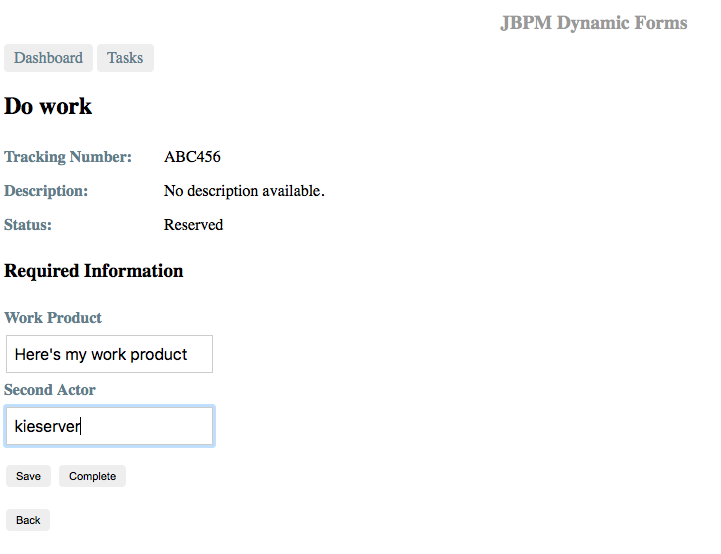 JBPM Dynamic Forms
Dashboard Tasks
Do work
Tracking Number: ABC456
Description: No description available.
Status: Reserved
Required Information
Work Product
Here's my work product
Second Actor
kieserver
Save Complete
Back